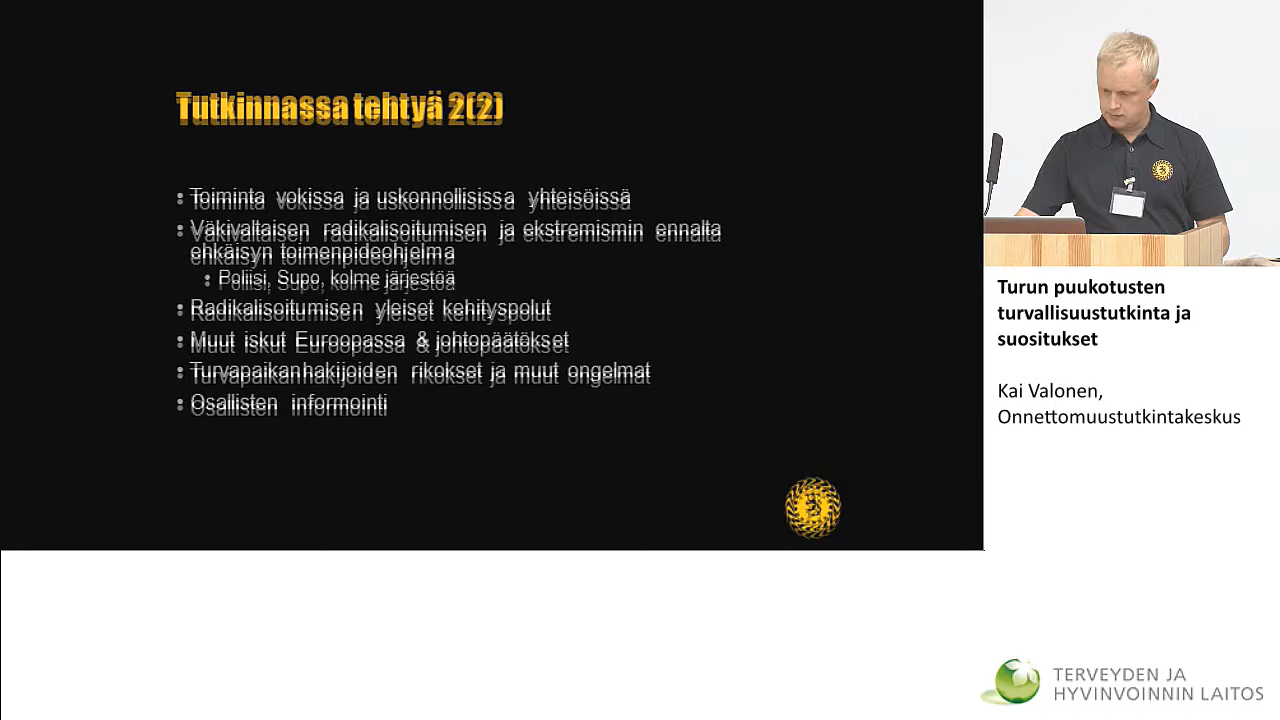 Tutkinnassa tehtyä 2(2)
• Toiminta vokissa ja uskonnollisissa yhteisöissä
• Väkivaltaisen radikalisoitumisen ja ekstremismin ennalta
ehkäisyn toimenpideohjelma
• Poliisi, Supo, kolme järjestöä
• Radikalisoitumisen yleiset kehityspolut
• Muut iskut Euroopassa & johtopäätökset
• Turvapaikanhakijoiden rikokset ja muut ongelmat
• Osallisten informointi
Turun puukotusten
turvallisuustutkinta ja
suositukset
Kai Valonen,
Onnettomuustutkintakeskus
TERVEYDEN JA
HYVINVOINNIN LAITOS